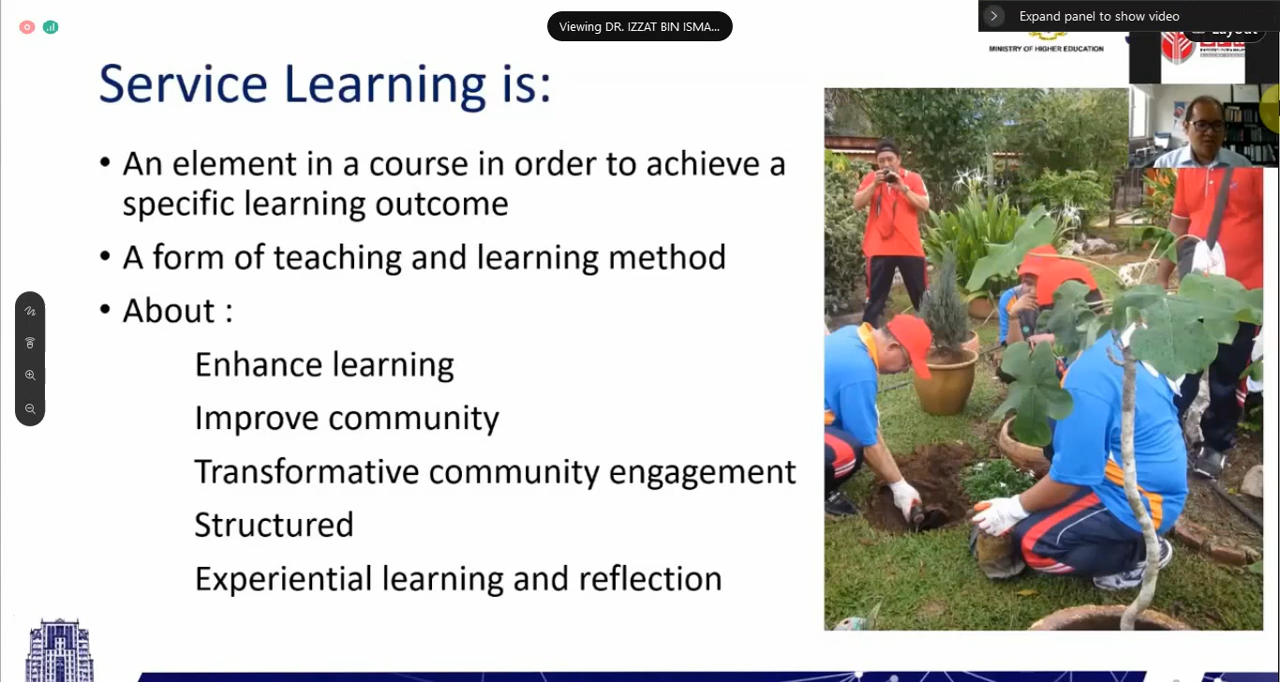 Viewing DR. IZZAT BIN ISMA...
Expand panel to show video
Layout
MINISTRY OF HIGHER EDUCATION
Service Learning is:
• An element in a course in order to achieve a
specific learning outcome
• A form of teaching and learning method
• About :
Enhance learning
Improve community
Transformative community engagement
Structured
Experiential learning and reflection